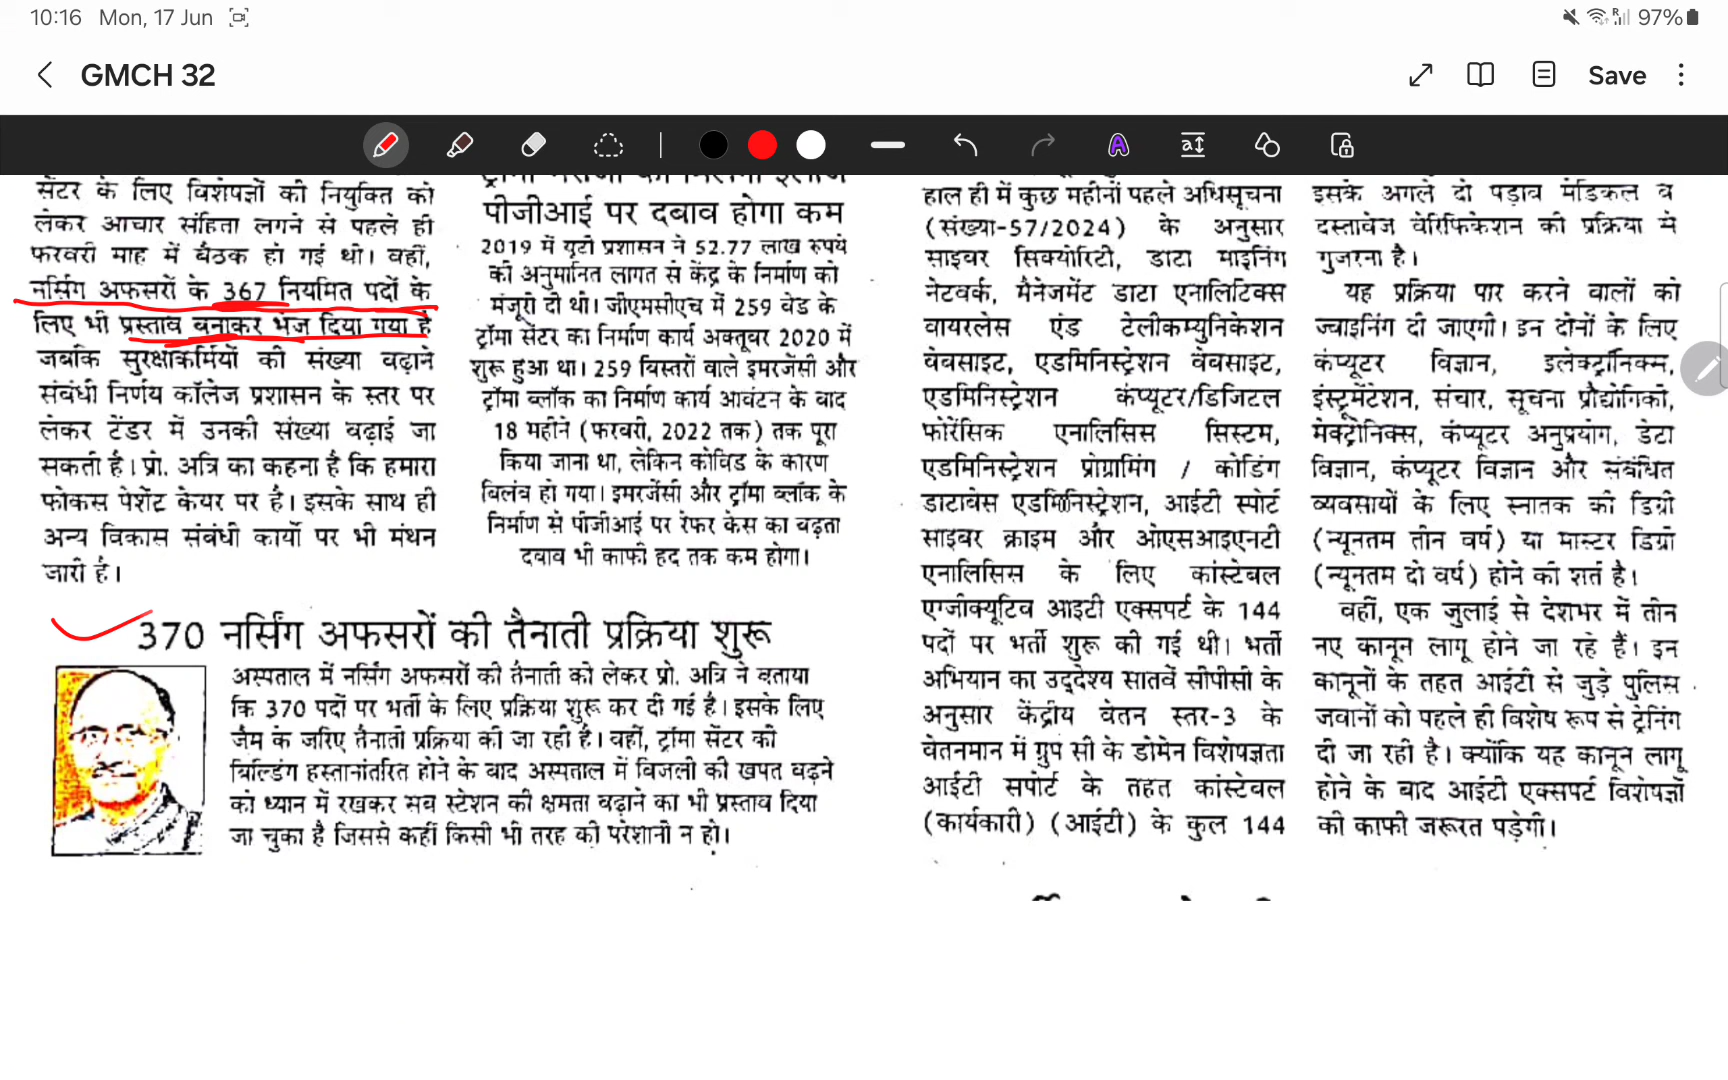 10:16 Mon, 17 Jun
97%
GMCH 32
Save
सेंटर के लिए विशेषज्ञों की नियुक्ति को
लेकर आचार संहिता लगने से पहले ही
फरवरी माह में बैठक हो गई थी। वहीं,
नर्सिंग अफसरों के 367 नियमित पदों के
लिए भी प्रस्ताव बनाकर भेज दिया गया है
जबकि सुरक्षाकर्मियों की संख्या बढ़ाने
संबंधी निर्णय कॉलेज प्रशासन के स्तर पर
लेकर टेंडर में उनकी संख्या बढ़ाई जा
सकती है। प्रो. अत्रि का कहना है कि हमारा
फोकस पेशेंट केयर पर है। इसके साथ ही
अन्य विकास संबंधी कार्यों पर भी मंथन
जारी है।
पीजीआई पर दबाव होगा कम
2019 में यूटी प्रशासन ने 52.77 लाख रुपये
की अनुमानित लागत से केंद्र के निर्माण को
मंजूरी दी थी। जीएमसीएच में 259 बेड के
ट्रॉमा सेंटर का निर्माण कार्य अक्तूबर 2020 में
शुरू हुआ था। 259 बिस्तरों वाले इमरजेंसी और
ट्रॉमा ब्लॉक का निर्माण कार्य आवंटन के बाद
18 महीने (फरवरी, 2022 तक) तक पूरा
किया जाना था, लेकिन कोविड के कारण
विलंब हो गया। इमरजेंसी और ट्रॉमा ब्लॉक के
निर्माण से पीजीआई पर रेफर केस का बढ़ता
दबाव भी काफी हद तक कम होगा।
370 नर्सिंग अफसरों की तैनाती प्रक्रिया शुरू
अस्पताल में नर्सिंग अफसरों की तैनाती को लेकर प्रो. अत्रि ने बताया
कि 370 पदों पर भर्ती के लिए प्रक्रिया शुरू कर दी गई है। इसके लिए
जैम के जरिए तैनाती प्रक्रिया की जा रही है। वहीं, ट्रॉमा सेंटर की
बिल्डिंग हस्तानांतरित होने के बाद अस्पताल में बिजली की खपत बढ़ने
को ध्यान में रखकर सब स्टेशन की क्षमता बढ़ाने का भी प्रस्ताव दिया
जा चुका है जिससे कहीं किसी भी तरह की परेशानी न हो।
हाल ही में कुछ महीनों पहले अधिसूचना
(संख्या-57/2024) के अनुसार
साइबर सिक्योरिटी, डाटा माइनिंग
नेटवर्क, मैनेजमेंट डाटा एनालिटिक्स
वायरलेस एंड टेलीकम्युनिकेशन
वेबसाइट, एडमिनिस्ट्रेशन वेबसाइट,
एडमिनिस्ट्रेशन कंप्यूटर/डिजिटल
फोरेंसिक एनालिसिस सिस्टम,
एडमिनिस्ट्रेशन प्रोग्रामिंग / कोडिंग
डाटाबेस एडमिनिस्ट्रेशन, आईटी स्पोर्ट
साइबर क्राइम और ओएसआइएनटी
एनालिसिस के लिए कांस्टेबल
एग्जीक्यूटिव आइटी एक्सपर्ट के 144
पदों पर भर्ती शुरू की गई थी। भर्ती
अभियान का उद्देश्य सातवें सीपीसी के
अनुसार केंद्रीय वेतन स्तर-3 के
वेतनमान में ग्रुप सी के डोमेन विशेषज्ञता
आईटी सपोर्ट के तहत कांस्टेबल
(कार्यकारी) (आईटी) के कुल 144
इसके अगले दो पड़ाव मेडिकल व
दस्तावेज वेरिफिकेशन की प्रक्रिया से
गुजरना है।
यह प्रक्रिया पार करने वालों को
ज्वाइनिंग दी जाएगी। इन दोनों के लिए
कंप्यूटर विज्ञान, इलेक्ट्रॉनिक्स,
इंस्ट्रूमेंटेशन, संचार, सूचना प्रौद्योगिकी,
मेक्ट्रोनिक्स, कंप्यूटर अनुप्रयोग, डेटा
विज्ञान, कंप्यूटर विज्ञान और संबंधित
व्यवसायों के लिए स्नातक की डिग्री
(न्यूनतम तीन वर्ष) या मास्टर डिग्री
(न्यूनतम दो वर्ष) होने की शर्त है।
वहीं, एक जुलाई से देशभर में तीन
नए कानून लागू होने जा रहे हैं। इन
कानूनों के तहत आईटी से जुड़े पुलिस
जवानों को पहले ही विशेष रूप से ट्रेनिंग
दी जा रही है। क्योंकि यह कानून लागू
होने के बाद आईटी एक्सपर्ट विशेषज्ञों
की काफी जरूरत पड़ेगी।